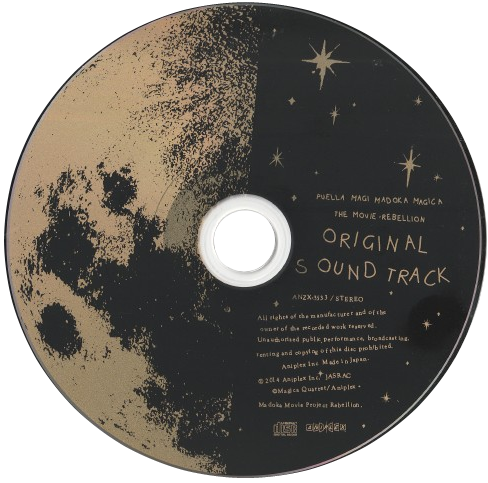 PUELLA MAGI MADOKA MAGICA
THE MOVIE -REBELLION
ORIGINAL
SOUND TRACK
/ STEREO
All rights of the manufacturer and of the
owner of the recorded work reserved.
Unauthorized public performance, broadcasting,
renting and copying of this disc prohibited.
Aniplex Inc. Made in Japan.
© 2014 Aniplex Inc. JASRAC
©Magica Quartet/Aniplex・
Madoka Movie Project Rebellion.